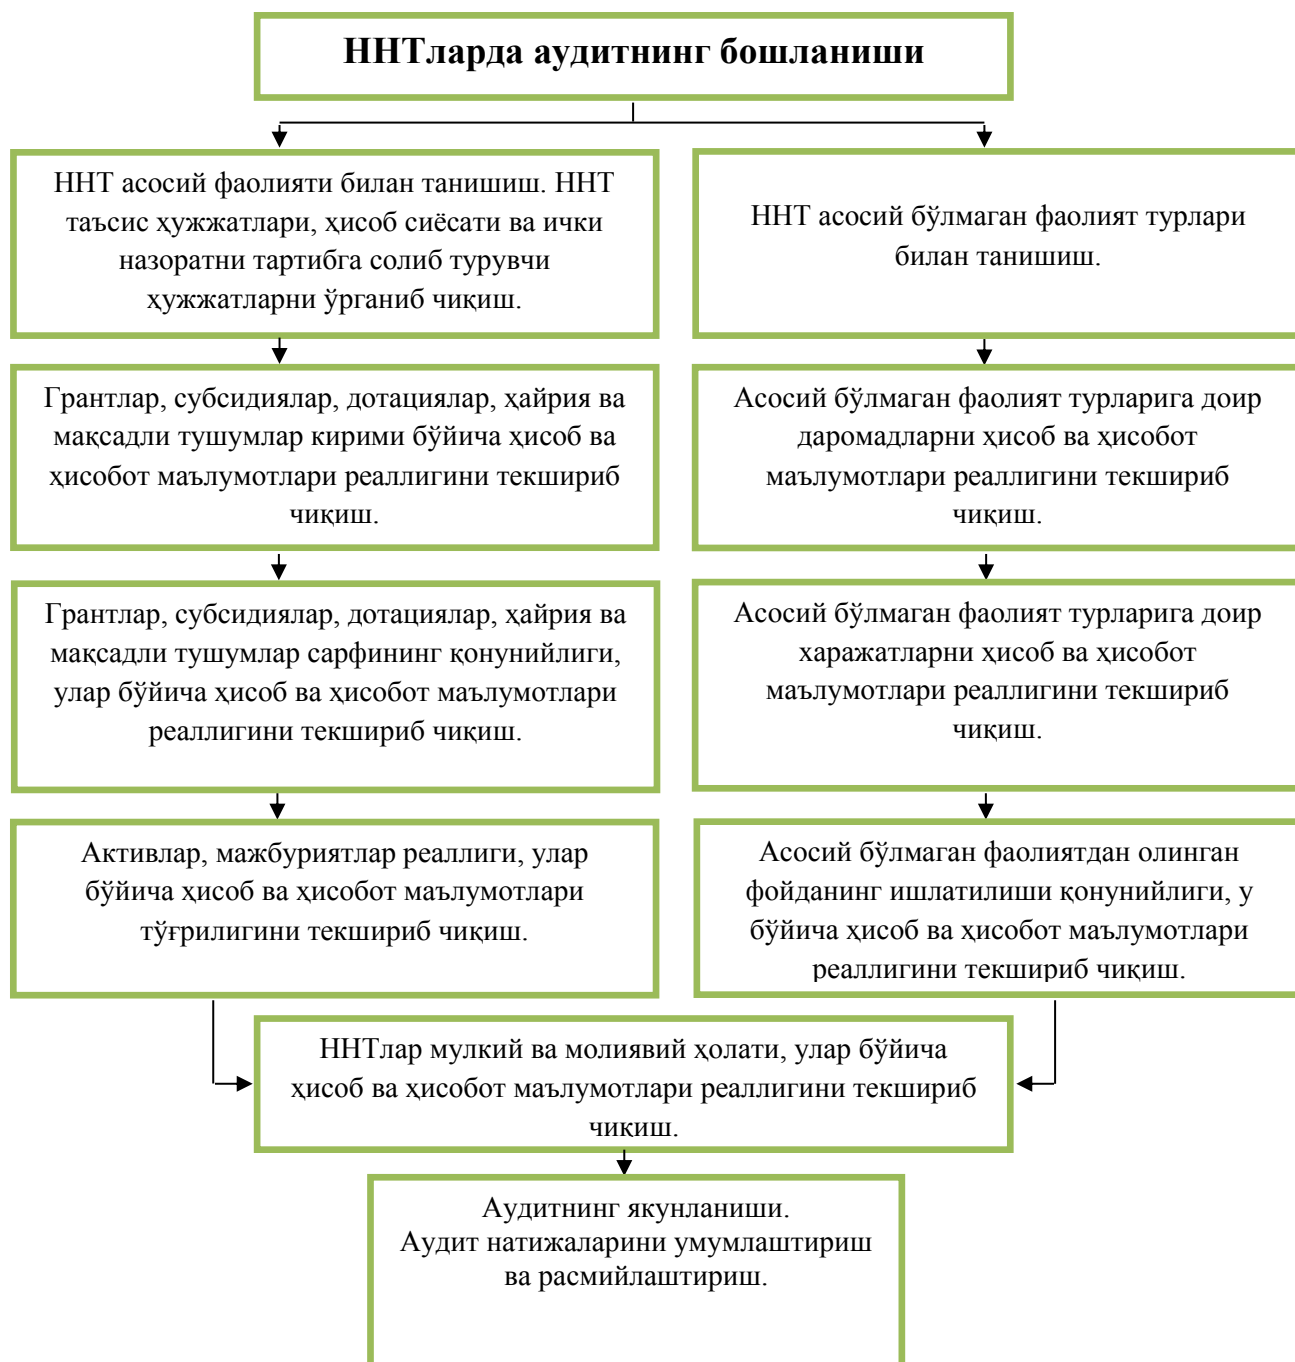 ННТларда аудитнинг бошланиши
ННТ асосий фаолияти билан танишиш. ННТ
таъсис ҳужжатлари, ҳисоб сиёсати ва ички
назоратни тартибга солиб турувчи
ҳужжатларни ўрганиб чиқиш.
ННТ асосий бўлмаган фаолият турлари
билан танишиш.
Грантлар, субсидиялар, дотациялар, ҳайрия ва
мақсадли тушумлар кирими бўйича ҳисоб ва
ҳисобот маълумотлари реаллигини текшириб
чиқиш.
Асосий бўлмаган фаолият турларига доир
даромадларни ҳисоб ва ҳисобот
маълумотлари реаллигини текшириб
чиқиш.
Грантлар, субсидиялар, дотациялар, ҳайрия ва
мақсадли тушумлар сарфининг қонунийлиги,
улар бўйича ҳисоб ва ҳисобот маълумотлари
реаллигини текшириб чиқиш.
Асосий бўлмаган фаолият турларига доир
харажатларни ҳисоб ва ҳисобот
маълумотлари реаллигини текшириб
чиқиш.
Активлар, мажбуриятлар реаллиги, улар
бўйича ҳисоб ва ҳисобот маълумотлари
тўғрилигини текшириб чиқиш.
Асосий бўлмаган фаолиятдан олинган
фойданинг ишлатилиши қонунийлиги, у
бўйича ҳисоб ва ҳисобот маълумотлари
реаллигини текшириб чиқиш.
ННТлар мулкий ва молиявий ҳолати, улар бўйича
ҳисоб ва ҳисобот маълумотлари реаллигини текшириб
чиқиш.
Аудитнинг якунланиши.
Аудит натижаларини умумлаштириш
ва расмийлаштириш.